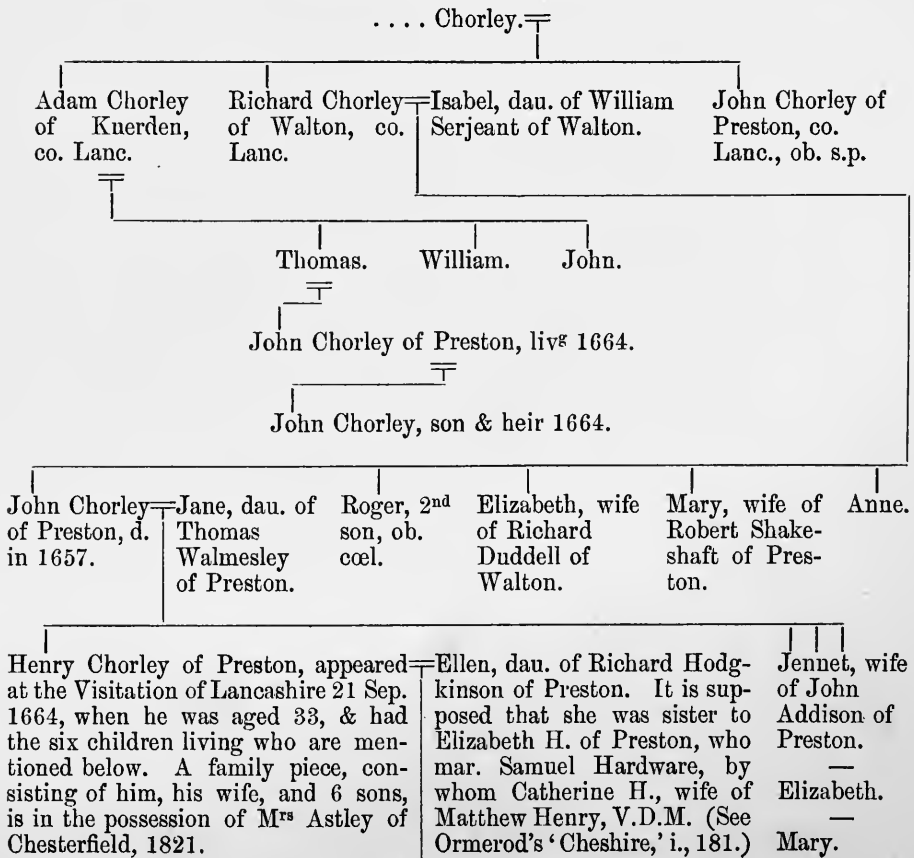 .... Chorley.
Adam Chorley
of Knerden,
co. Lanc.
Richard Chorley
of Walton, co.
Lanc.
Isabel, dau. of William
Serjeant of Walton.
John Chorley of
Preston, co.
Lanc., ob. s.p.
Thomas. William. John.
John Chorley of Preston, livg 1664.
John Chorley, son & heir 1664.
John Chorley
of Preston, d.
in 1657.
Jane, dau. of
Thomas
Walmesley
of Preston.
Roger, 2nd
son, ob.
cœl.
Elizabeth, wife
of Richard
Duddell of
Walton.
Mary, wife of
Robert Shake-
shaft of Pres-
ton.
Anne.
Henry Chorley of Preston, appeared
at the Visitation of Lancashire 21 Sep.
1664, when he was aged 33, & had
the six children living who are men-
tioned below. A family piece, con-
sisting of him, his wife, and 6 sons,
is in the possession of Mrs Astley of
Chesterfield, 1821.
Ellen, dau. of Richard Hodg-
kinson of Preston. It is sup-
posed that she was sister to
Elizabeth H. of Preston, who
mar. Samuel Hardware, by
whom Catherine H., wife of
Matthew Henry, V.D.M. (See
Ormerod's 'Cheshire,' i., 181.)
Jennet, wife
of John
Addison of
Preston.
—
Elizabeth.
—
Mary.